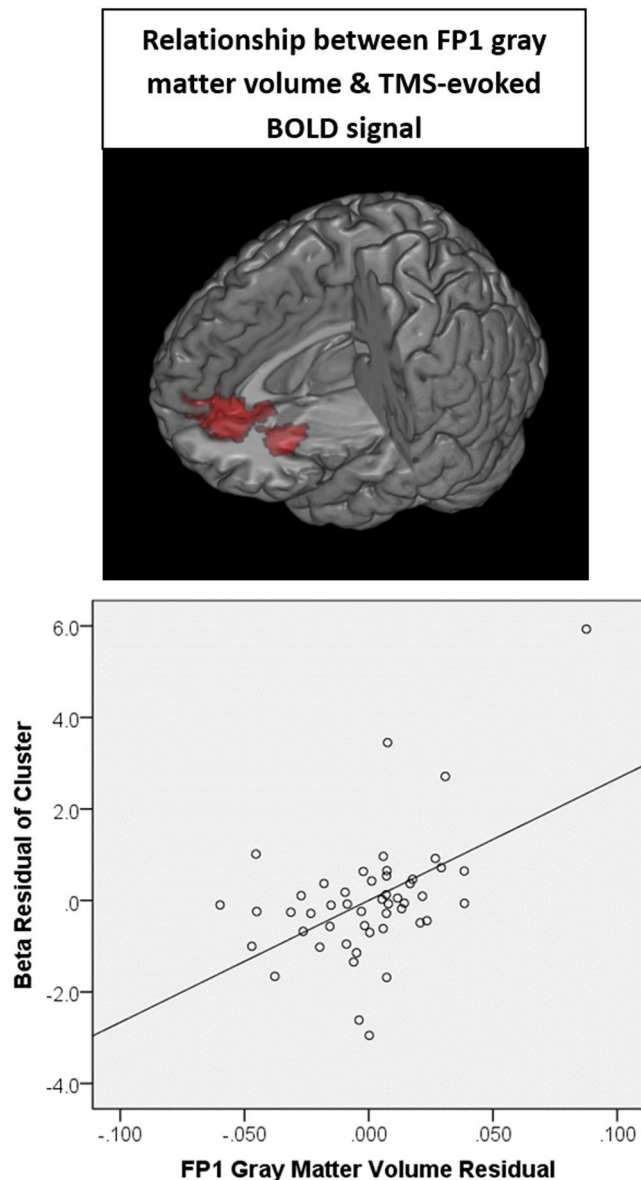 Relationship between FP1 gray
matter volume & TMS-evoked
BOLD signal
6.0
4.0
2.0
.0
-2.0
-4.0
Beta Residual of Cluster
-.100
-.050
.000
.050
.100
FP1 Gray Matter Volume Residual